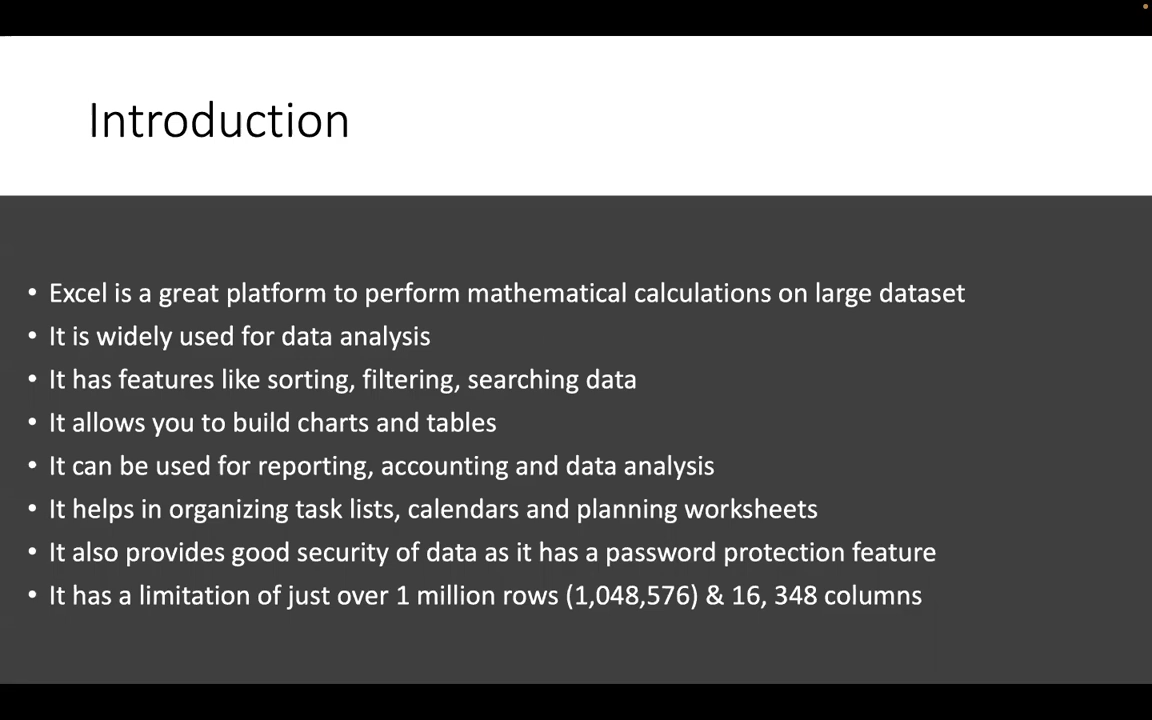 Introduction
• Excel is a great platform to perform mathematical calculations on large dataset
• It is widely used for data analysis
• It has features like sorting, filtering, searching data
• It allows you to build charts and tables
• It can be used for reporting, accounting and data analysis
• It helps in organizing task lists, calendars and planning worksheets
• It also provides good security of data as it has a password protection feature
• It has a limitation of just over 1 million rows (1,048,576) & 16, 348 columns